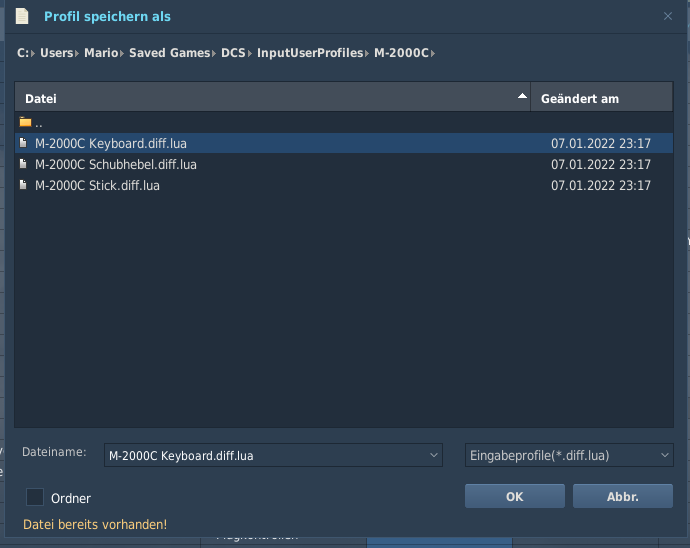 Profil speichern als
C: Users Mario Saved Games DCS InputUserProfiles M-2000C
Datei Geändert am
..
M-2000C Keyboard.diff.lua 07.01.2022 23:17
M-2000C Schubhebel.diff.lua 07.01.2022 23:17
M-2000C Stick.diff.lua 07.01.2022 23:17
Dateiname: M-2000C Keyboard.diff.lua Eingabeprofile(*.diff.lua)
Ordner OK Abbr.
Datei bereits vorhanden!